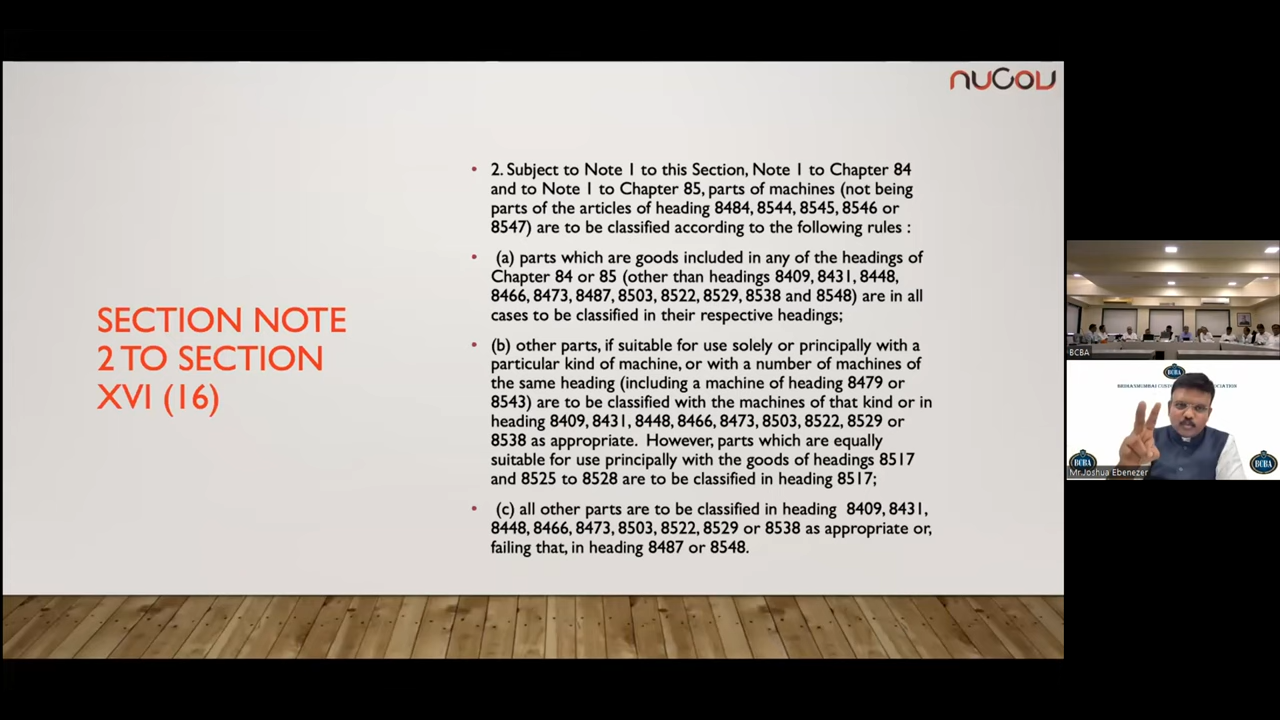 nucov
SECTION NOTE
2 TO SECTION
XVI (16)
• 2. Subject to Note 1 to this Section, Note 1 to Chapter 84
and to Note 1 to Chapter 85, parts of machines (not being
parts of the articles of heading 8484, 8544, 8545, 8546 or
8547) are to be classified according to the following rules :
• (a) parts which are goods included in any of the headings of
Chapter 84 or 85 (other than headings 8409, 8431, 8448,
8466, 8473, 8487, 8503, 8522, 8529, 8538 and 8548) are in all
cases to be classified in their respective headings;
• (b) other parts, if suitable for use solely or principally with a
particular kind of machine, or with a number of machines of
the same heading (including a machine of heading 8479 or
8543) are to be classified with the machines of that kind or in
heading 8409, 8431, 8448, 8466, 8473, 8503, 8522, 8529 or
8538 as appropriate. However, parts which are equally
suitable for use principally with the goods of headings 8517
and 8525 to 8528 are to be classified in heading 8517;
• (c) all other parts are to be classified in heading 8409, 8431,
8448, 8466, 8473, 8503, 8522, 8529 or 8538 as appropriate or,
failing that, in heading 8487 or 8548.
BCBA
BCBA
BCBA
Mr.Joshua Ebenezer